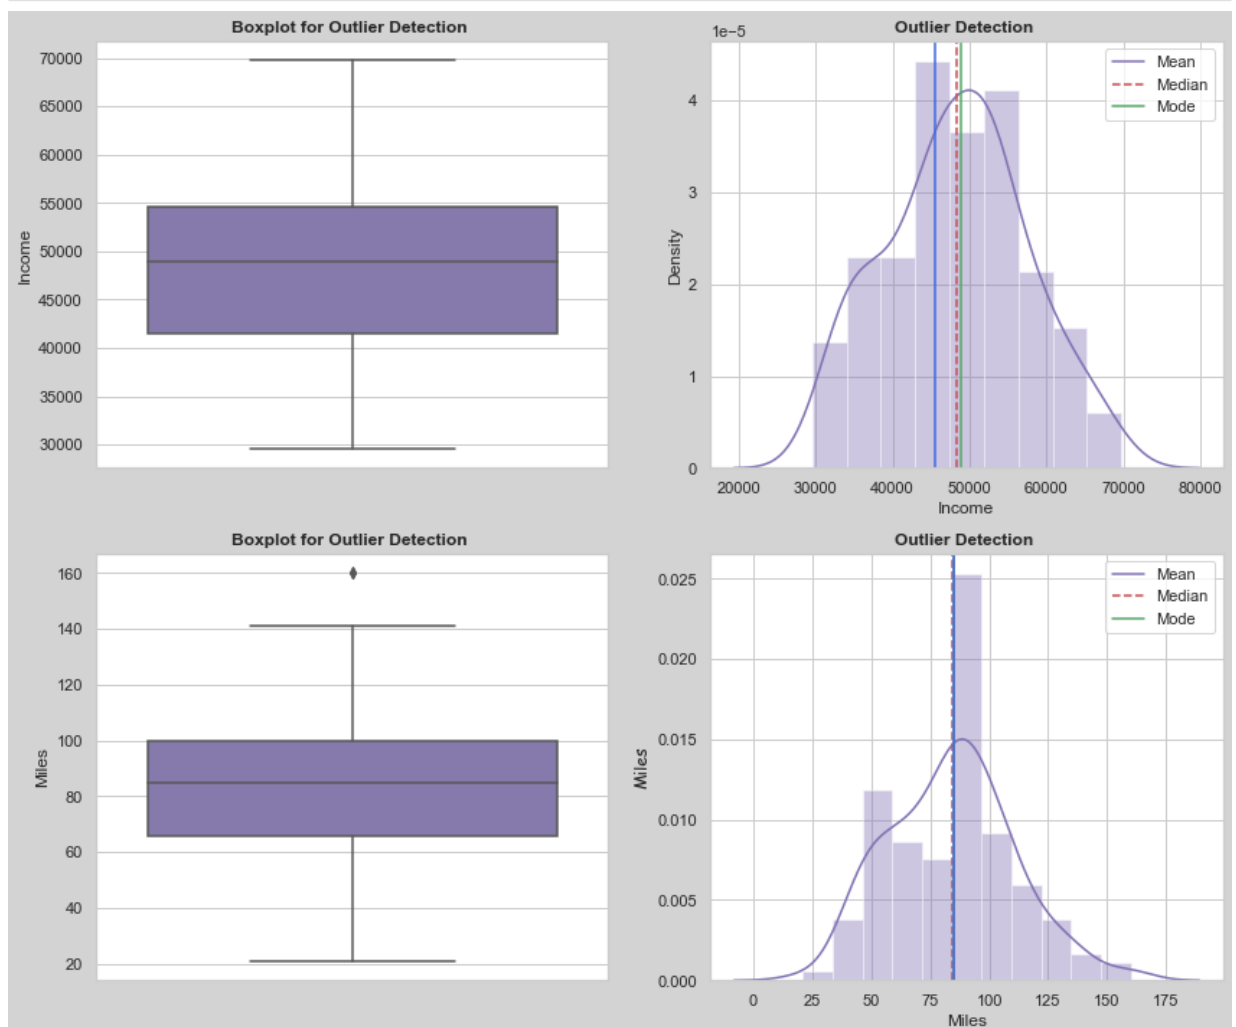 Boxplot for Outlier Detection
70000
65000
60000
55000
50000
45000
40000
35000
30000
Income
Outlier Detection
1e−5
Mean
Median
Mode
4
3
2
1
0
Density
20000 30000 40000 50000 60000 70000 80000
Income
Boxplot for Outlier Detection
160
140
120
100
80
60
40
20
Miles
Outlier Detection
Mean
Median
Mode
0.025
0.020
0.015
0.010
0.005
0.000
Miles
0 25 50 75 100 125 150 175
Miles